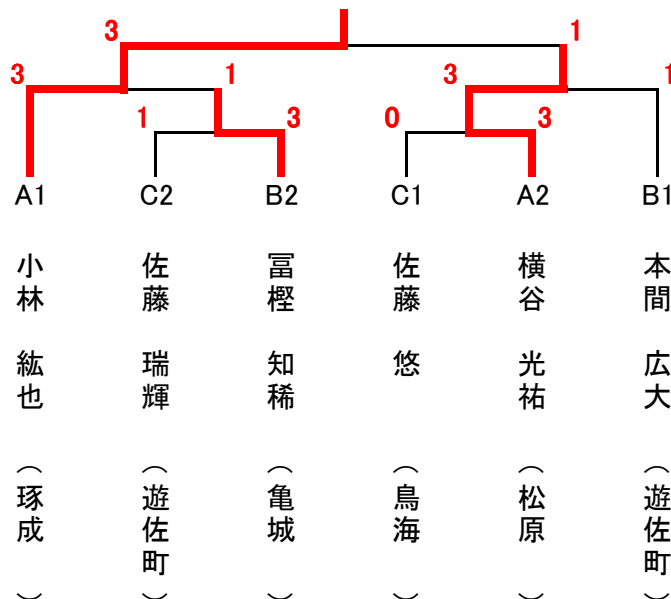 3 1
3 1 3 1
1 3 0 3
A1 C2 B2 C1 A2 B1
小林 紘也 (琢成)
佐藤 瑞輝 (遊佐町)
冨樫 知稀 (亀城)
佐藤 悠 (鳥海)
横谷 光祐 (松原)
本間 広大 (遊佐町)